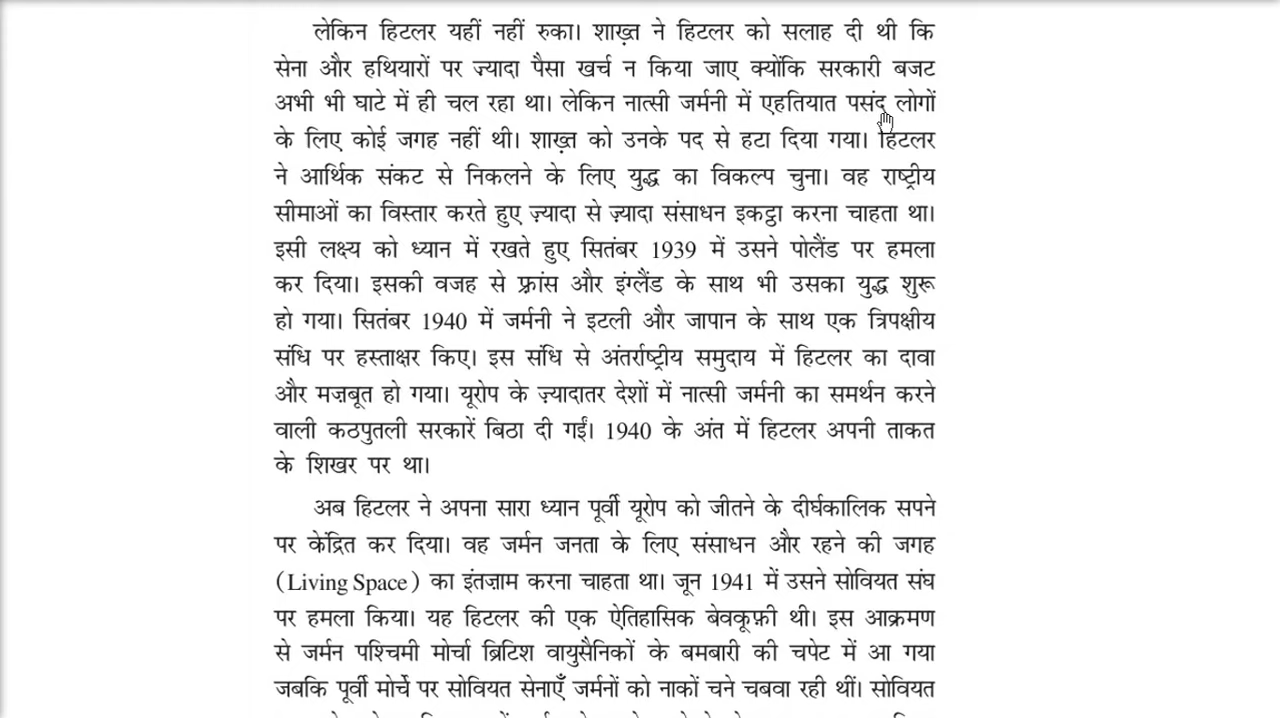 लेकिन हिटलर यहीं नहीं रुका। शाख़्त ने हिटलर को सलाह दी थी कि
सेना और हथियारों पर ज़्यादा पैसा खर्च न किया जाए क्योंकि सरकारी बजट
अभी भी घाटे में ही चल रहा था। लेकिन नात्सी जर्मनी में एहतियात पसंद लोगों
के लिए कोई जगह नहीं थी। शाख़्त को उनके पद से हटा दिया गया। हिटलर
ने आर्थिक संकट से निकलने के लिए युद्ध का विकल्प चुना। वह राष्ट्रीय
सीमाओं का विस्तार करते हुए ज़्यादा से ज़्यादा संसाधन इकट्ठा करना चाहता था।
इसी लक्ष्य को ध्यान में रखते हुए सितंबर 1939 में उसने पोलैंड पर हमला
कर दिया। इसकी वजह से फ़्रांस और इंग्लैंड के साथ भी उसका युद्ध शुरू
हो गया। सितंबर 1940 में जर्मनी ने इटली और जापान के साथ एक त्रिपक्षीय
संधि पर हस्ताक्षर किए। इस संधि से अंतर्राष्ट्रीय समुदाय में हिटलर का दावा
और मज़बूत हो गया। यूरोप के ज़्यादातर देशों में नात्सी जर्मनी का समर्थन करने
वाली कठपुतली सरकारें बिठा दी गईं। 1940 के अंत में हिटलर अपनी ताकत
के शिखर पर था।
अब हिटलर ने अपना सारा ध्यान पूर्वी यूरोप को जीतने के दीर्घकालिक सपने
पर केंद्रित कर दिया। वह जर्मन जनता के लिए संसाधन और रहने की जगह
(Living Space) का इंतज़ाम करना चाहता था। जून 1941 में उसने सोवियत संघ
पर हमला किया। यह हिटलर की एक ऐतिहासिक बेवकूफ़ी थी। इस आक्रमण
से जर्मन पश्चिमी मोर्चा ब्रिटिश वायुसैनिकों के बमबारी की चपेट में आ गया
जबकि पूर्वी मोर्चे पर सोवियत सेनाएँ जर्मनों को नाकों चने चबवा रही थीं। सोवियत